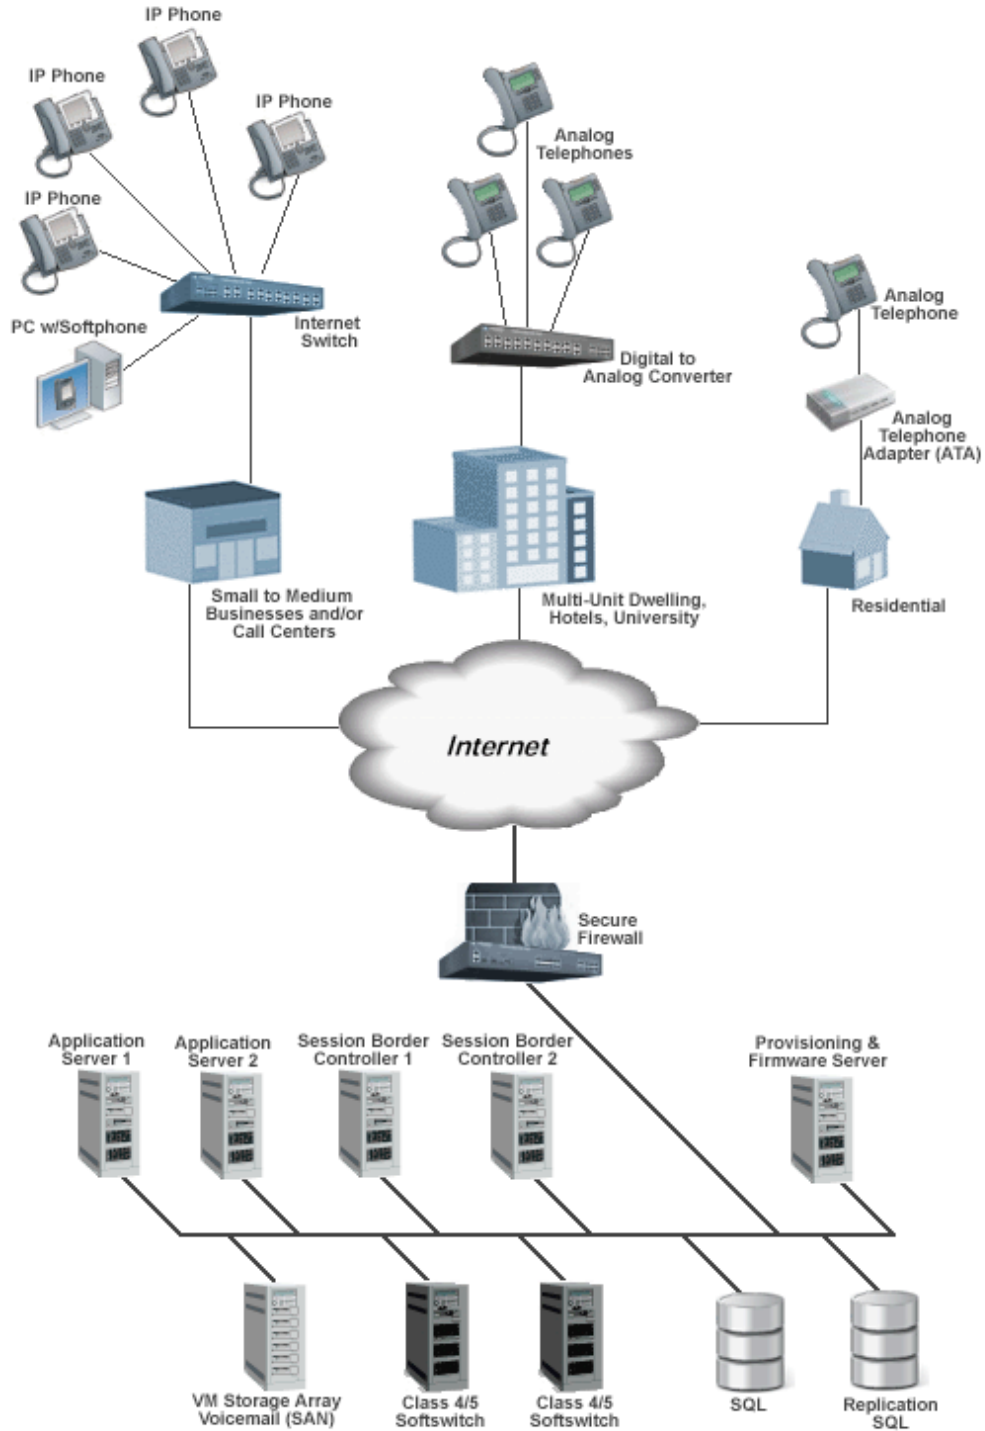 IP Phone
IP Phone
IP Phone
IP Phone
PC w/Softphone
Internet
Switch
Analog
Telephones
Digital to
Analog Converter
Analog
Telephone
Analog
Telephone
Adapter (ATA)
Small to Medium
Businesses and/or
Call Centers
Multi-Unit Dwelling,
Hotels, University
Residential
Internet
Secure
Firewall
Application
Server 1
Application
Server 2
Session Border
Controller 1
Session Border
Controller 2
Provisioning &
Firmware Server
VM Storage Array
Voicemail (SAN)
Class 4/5
Softswitch
Class 4/5
Softswitch
SQL
Replication
SQL